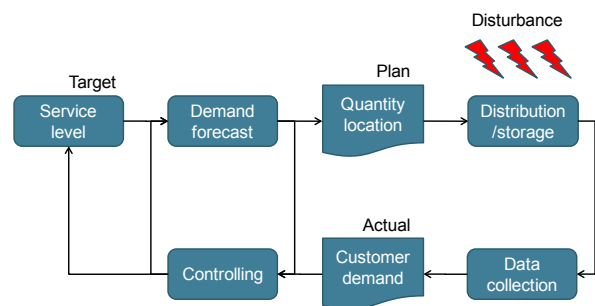 Disturbance
Target
Plan
Service
level
Demand
forecast
Quantity
location
Distribution
/storage
Actual
Controlling
Customer
demand
Data
collection